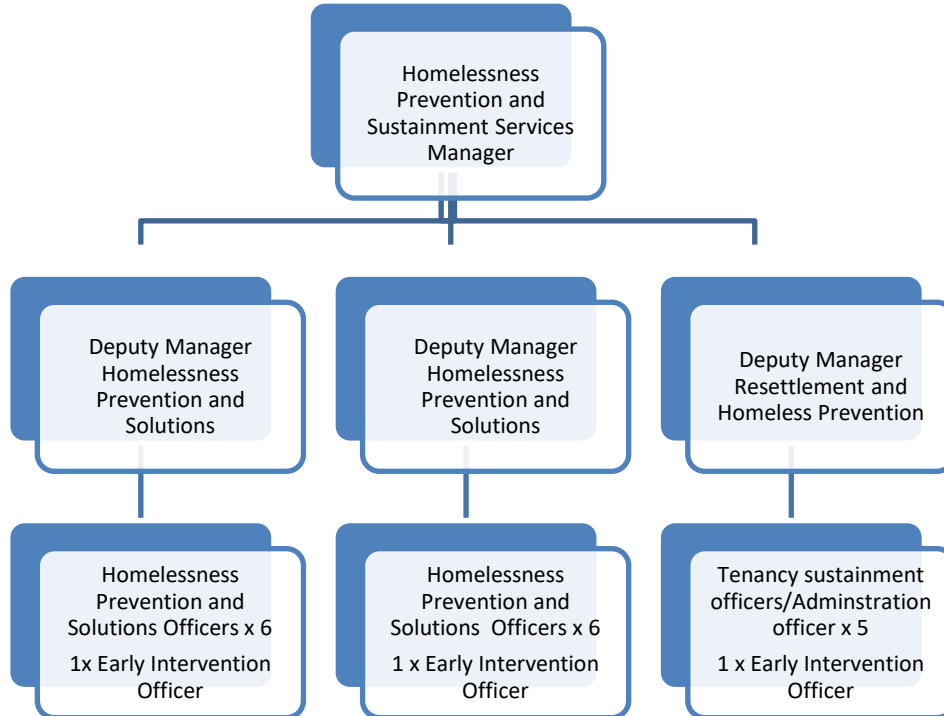 Homelessness
Prevention and
Sustainment Services
Manager
Deputy Manager
Homelessness
Prevention and
Solutions
Deputy Manager
Homelessness
Prevention and
Solutions
Deputy Manager
Resettlement and
Homeless Prevention
Homelessness
Prevention and
Solutions Officers x 6
1x Early Intervention
Officer
Homelessness
Prevention and
Solutions Officers x 6
1 x Early Intervention
Officer
Tenancy sustainment
officers/Adminstration
officer x 5
1 x Early Intervention
Officer